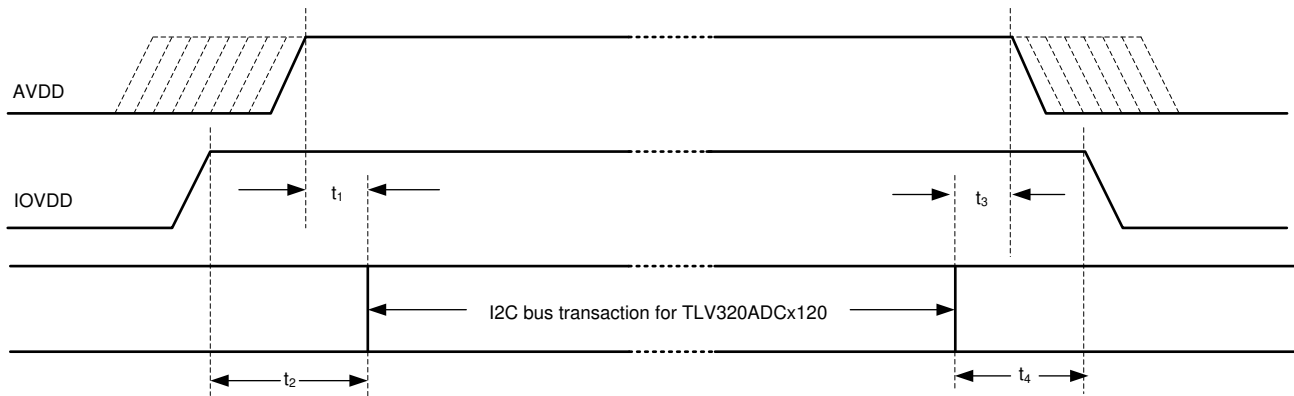 AVDD
IOVDD
t1
t3
I2C bus transaction for TLV320ADCx120
t2
t4